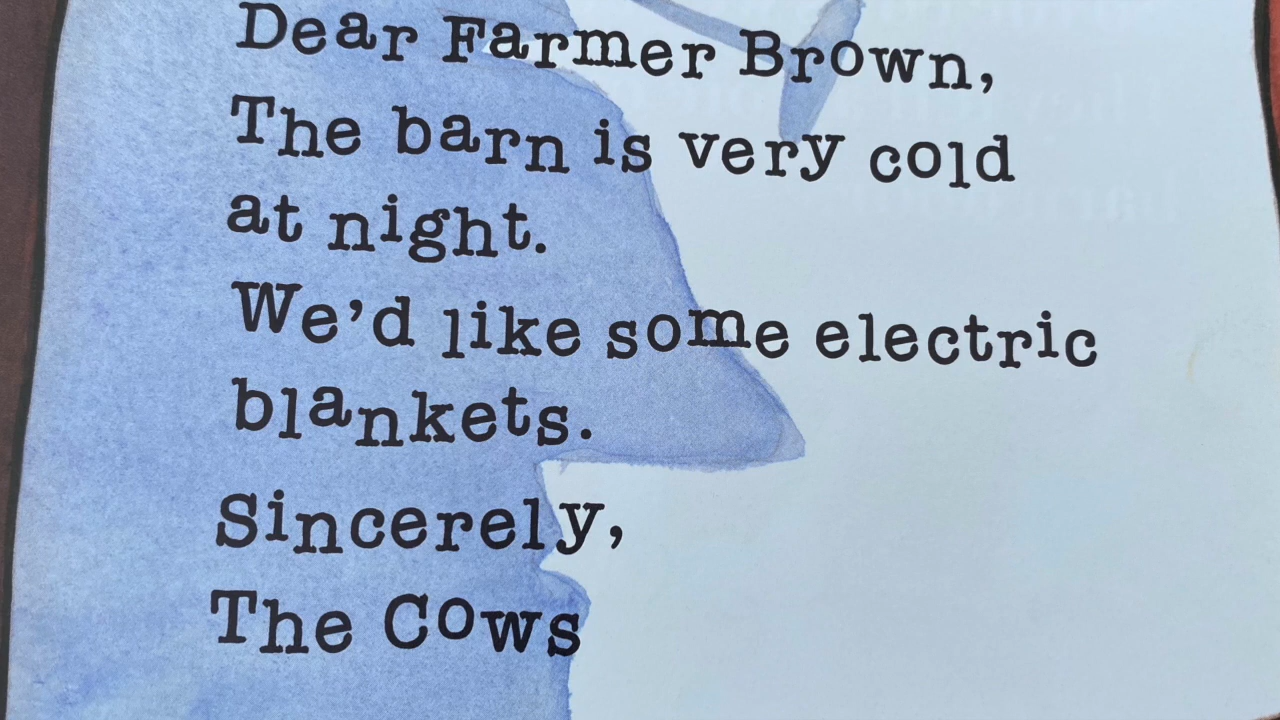 Dear Farmer Brown,
The barn is very cold
at night.
We'd like some electric
blankets.
Sincerely,
The Cows